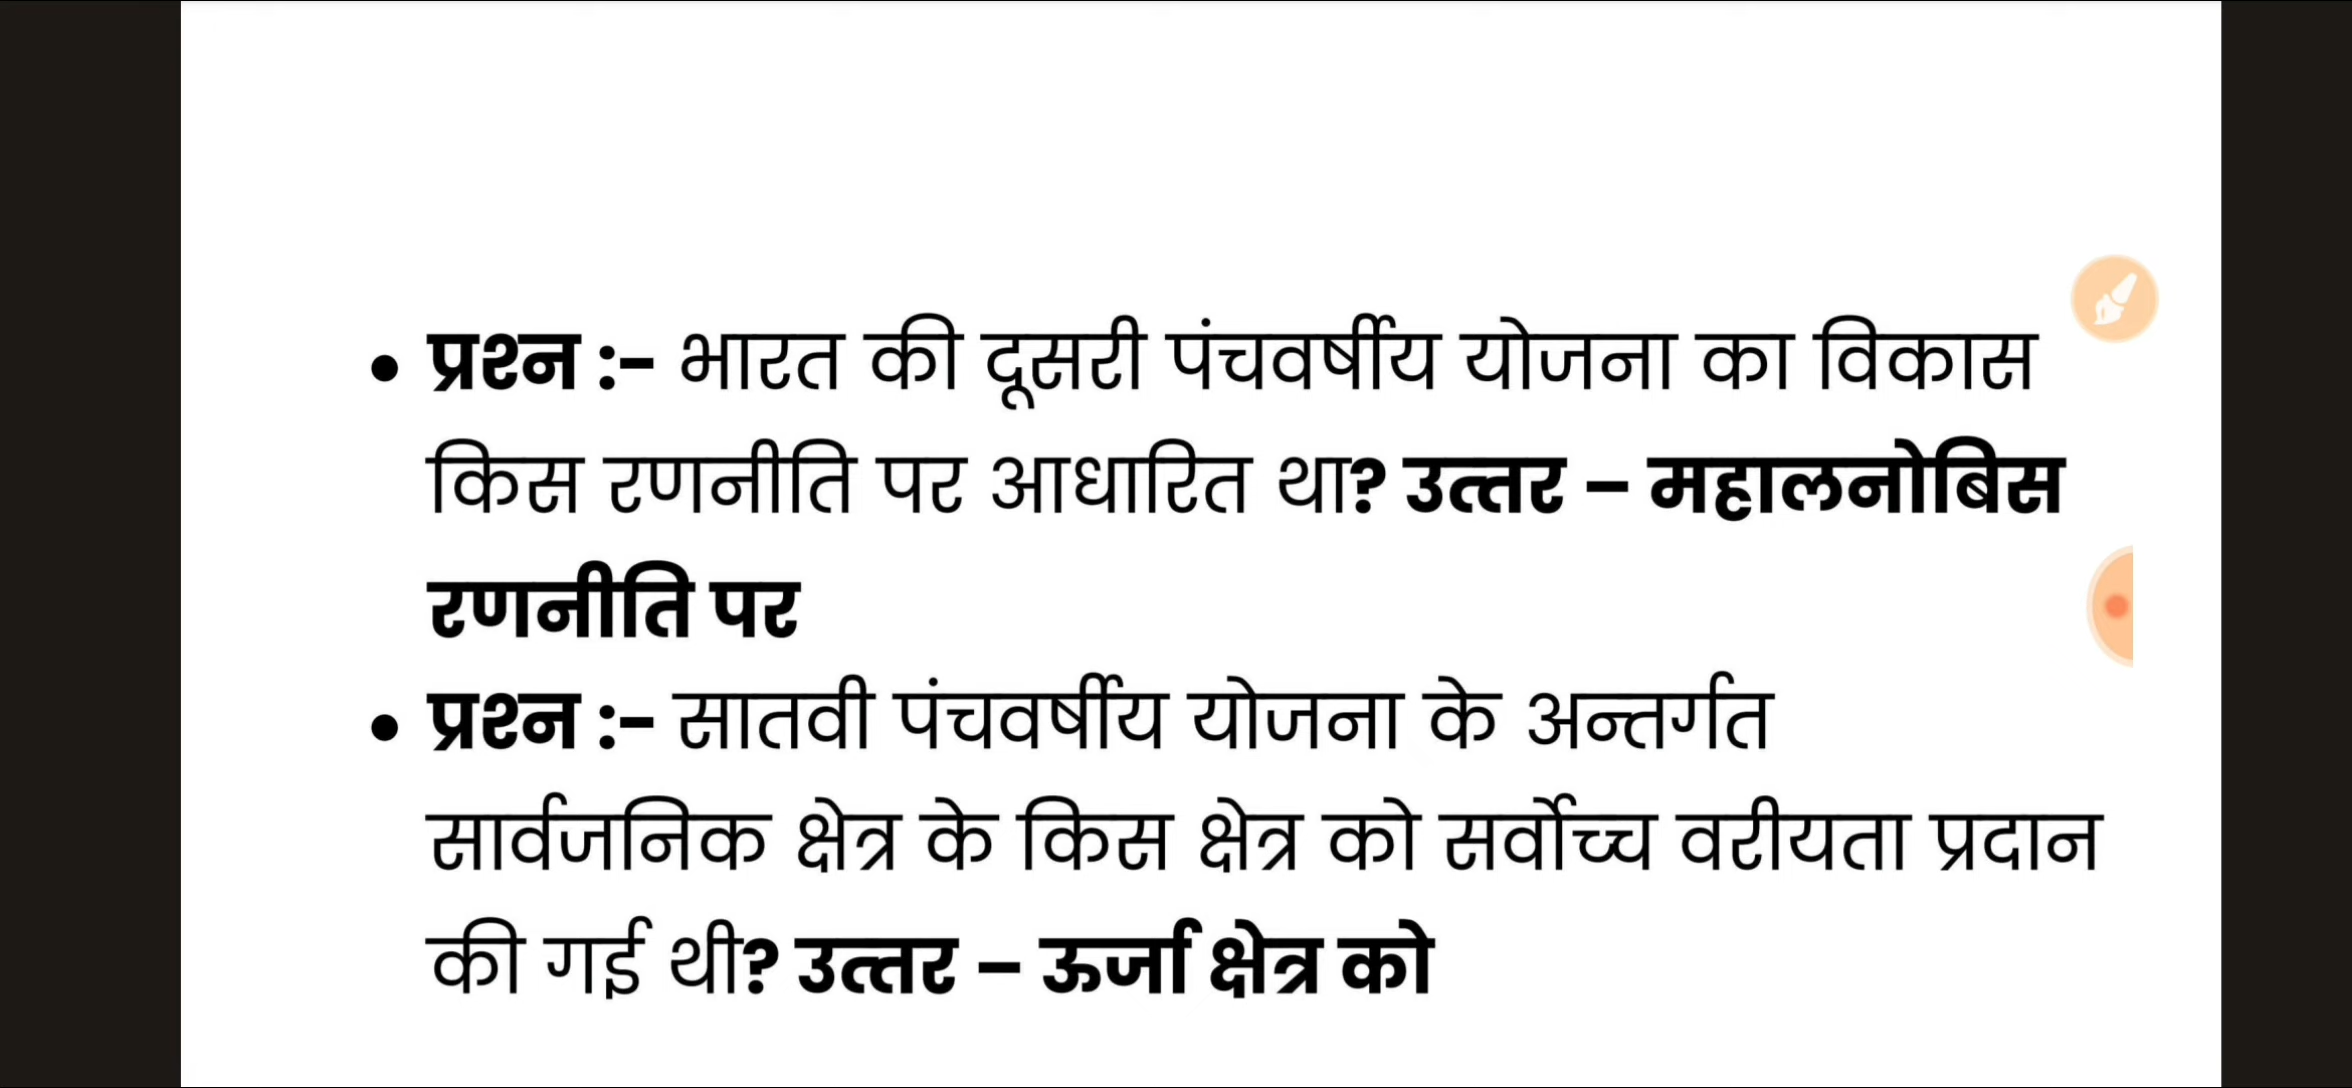 • प्रश्न :- भारत की दूसरी पंचवर्षीय योजना का विकास
किस रणनीति पर आधारित था? उत्तर – महालनोबिस
रणनीति पर
• प्रश्न :- सातवी पंचवर्षीय योजना के अन्तर्गत
सार्वजनिक क्षेत्र के किस क्षेत्र को सर्वोच्च वरीयता प्रदान
की गई थी? उत्तर – ऊर्जा क्षेत्र को